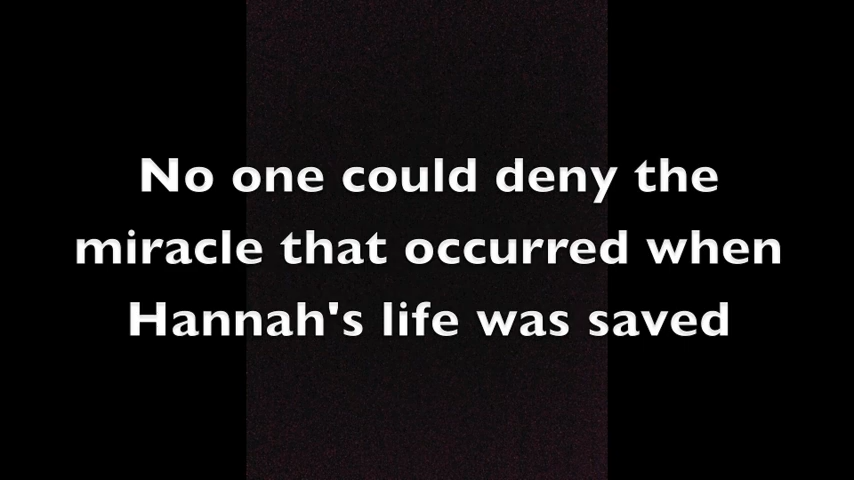 No one could deny the
miracle that occurred when
Hannah's life was saved